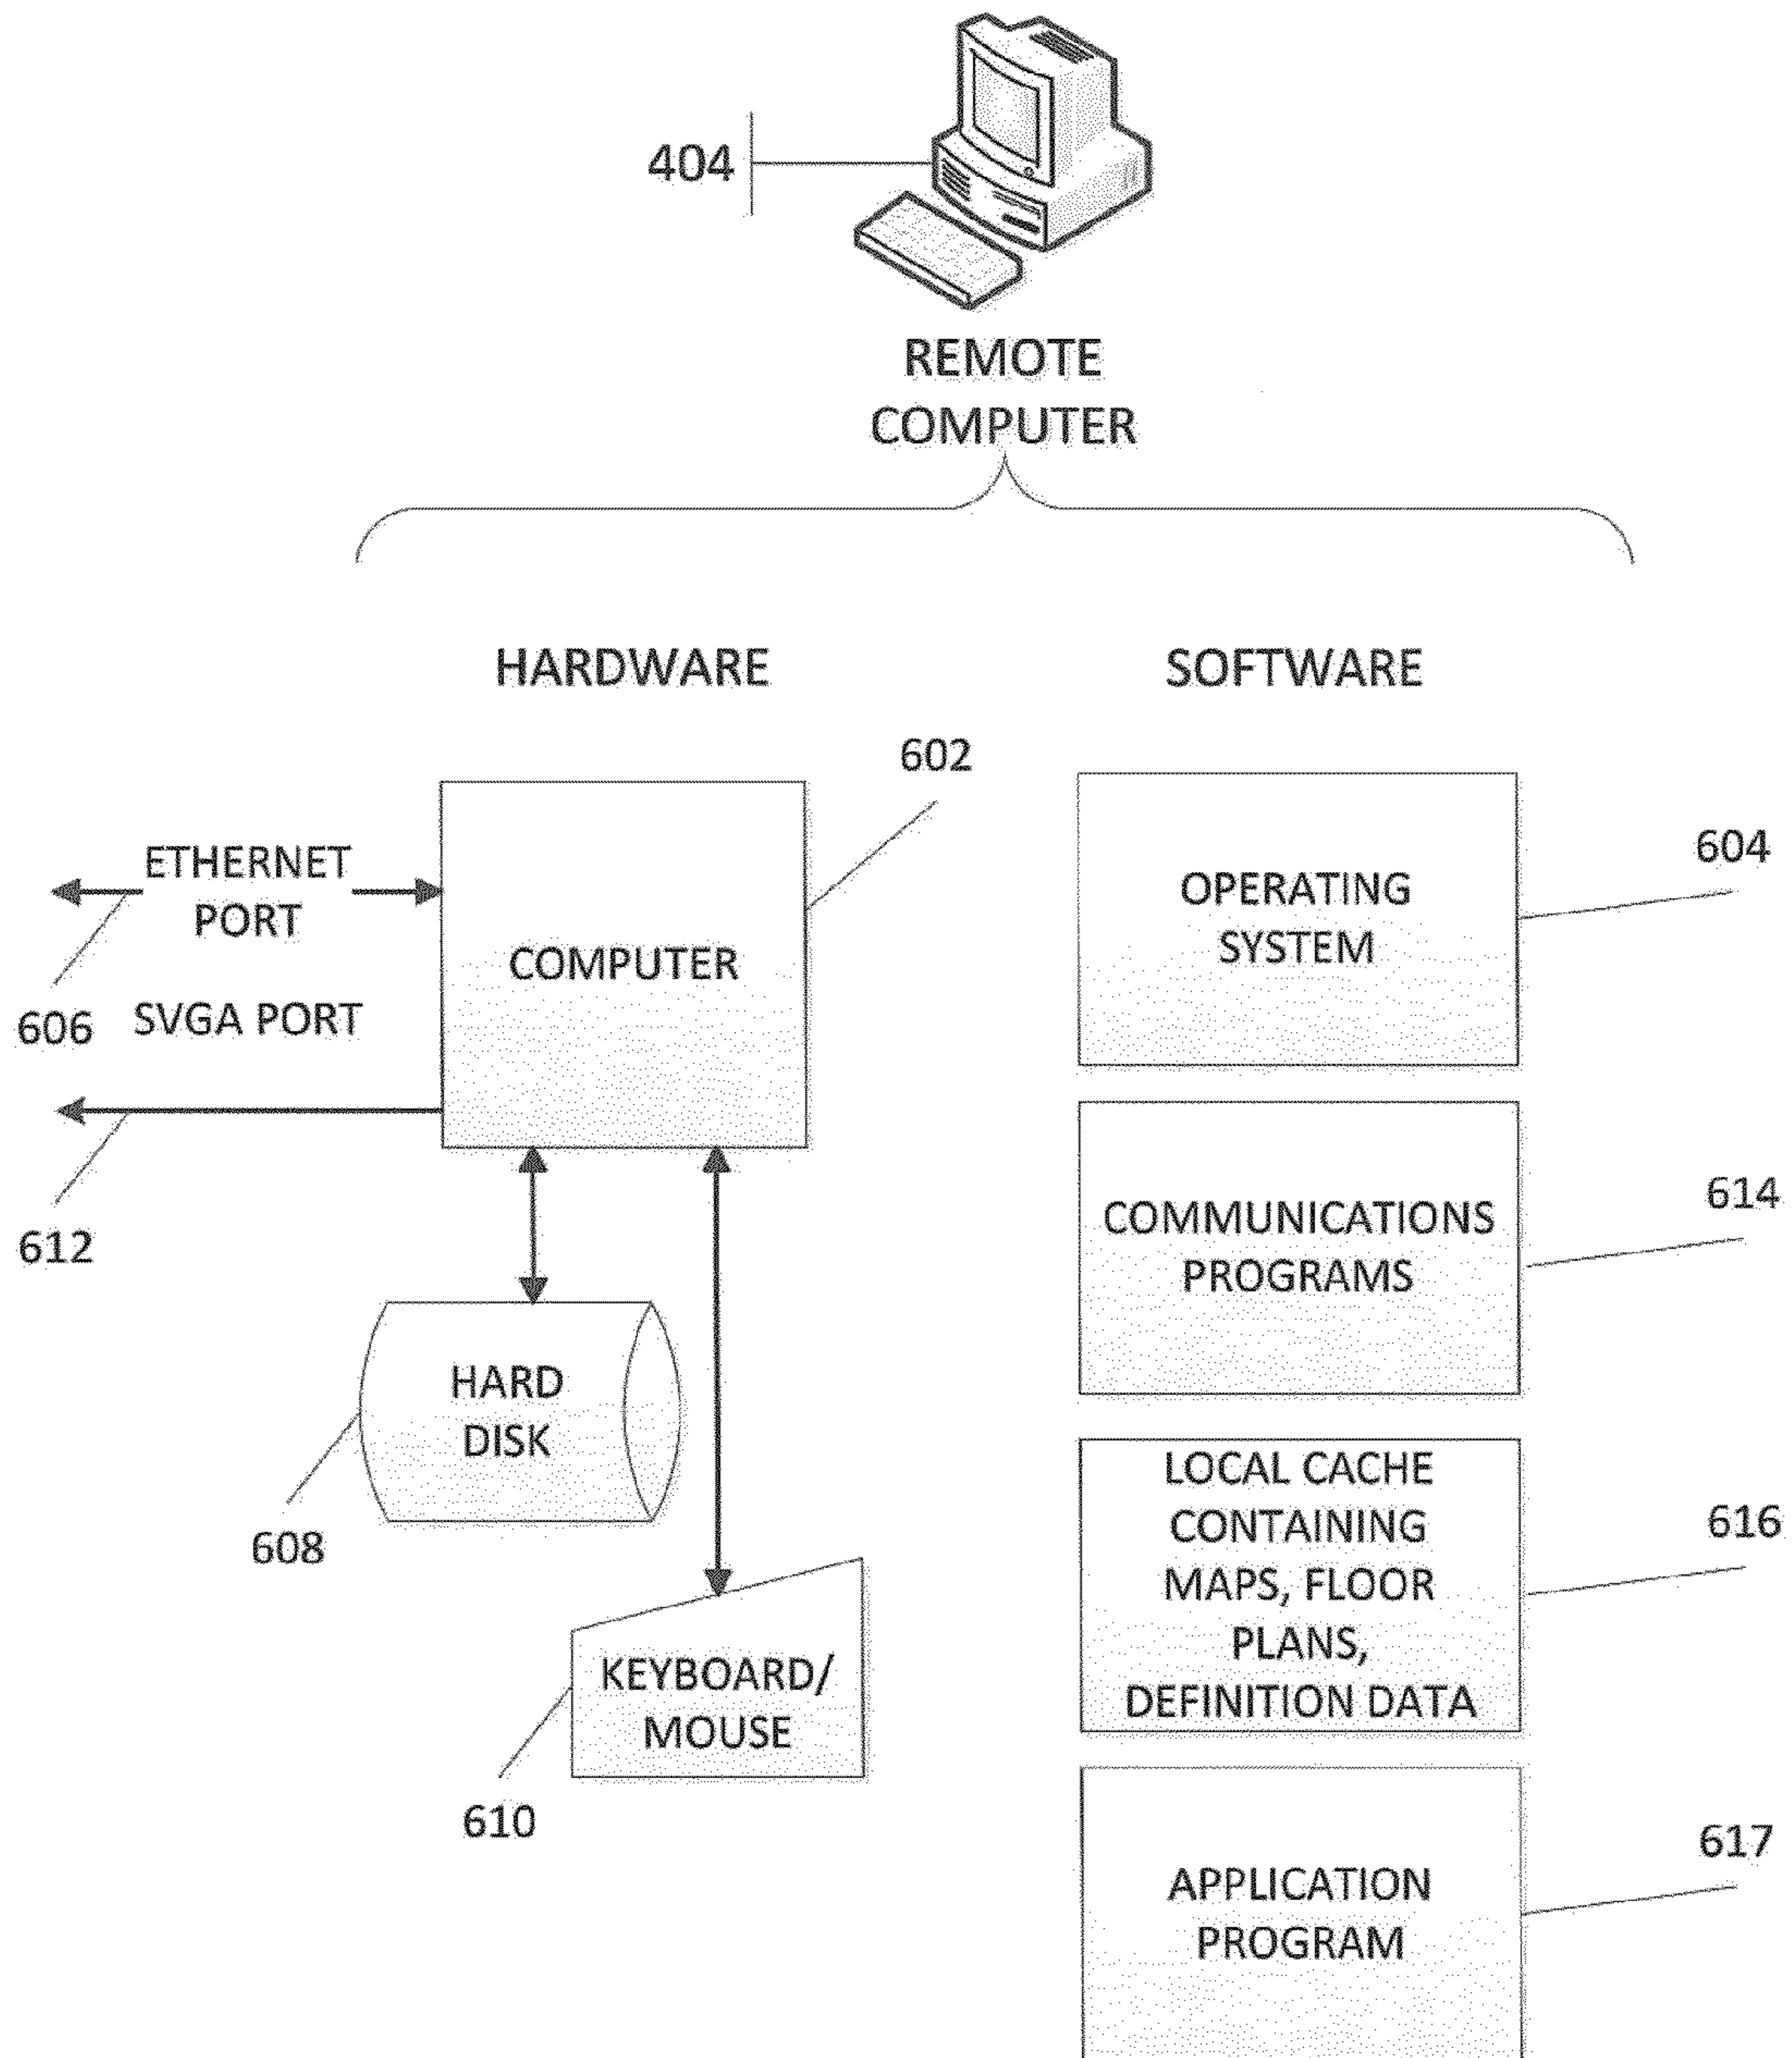 404
REMOTE
COMPUTER
HARDWARE
SOFTWARE
602
ETHERNET
PORT
606
SVGA PORT
612
COMPUTER
HARD
DISK
608
KEYBOARD/
MOUSE
610
OPERATING
SYSTEM
604
COMMUNICATIONS
PROGRAMS
614
LOCAL CACHE
CONTAINING
MAPS, FLOOR
PLANS,
DEFINITION DATA
616
APPLICATION
PROGRAM
617